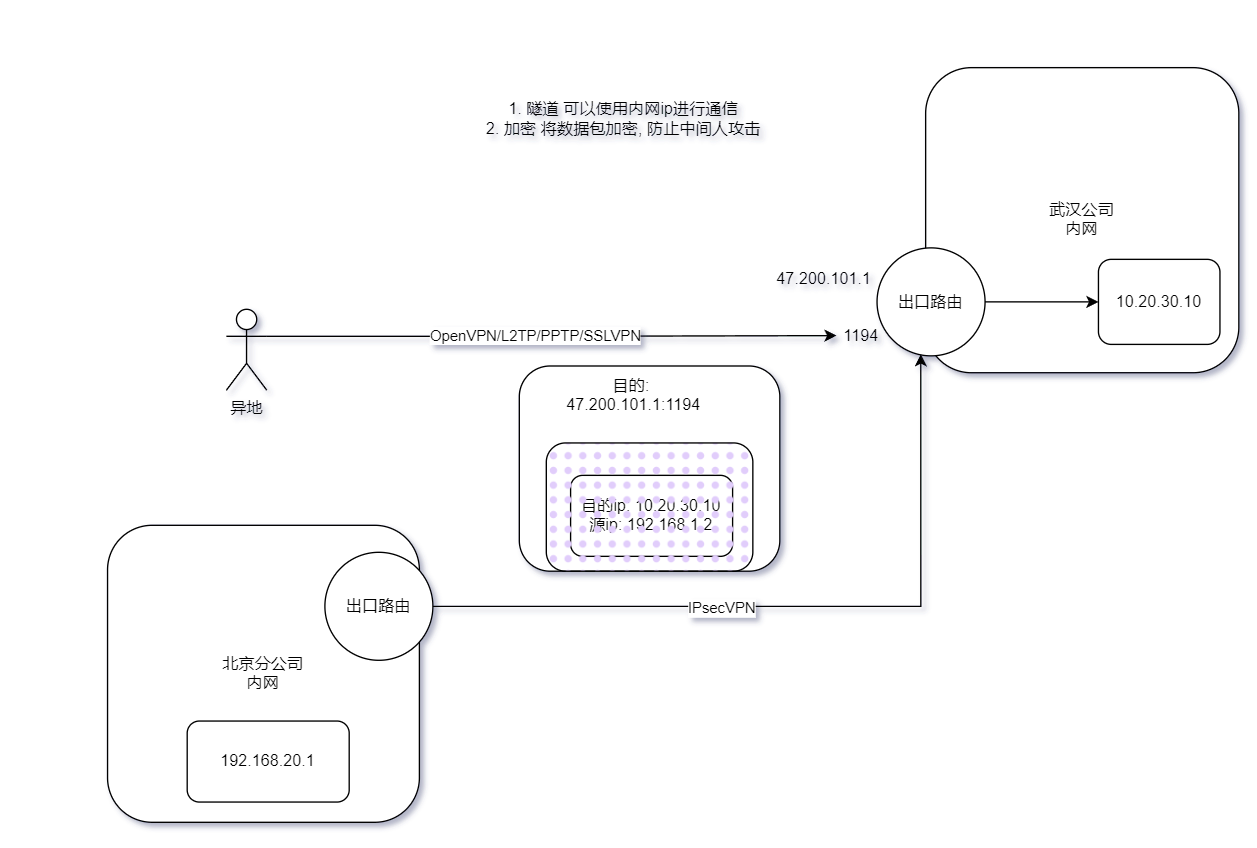 1. 隧道 可以使用内网ip进行通信
2. 加密 将数据包加密, 防止中间人攻击
武汉公司
内网
47.200.101.1
出口路由
10.20.30.10
OpenVPN/L2TP/PPTP/SSLVPN
1194
异地
目的:
47.200.101.1:1194
目的ip: 10.20.30.10
源ip: 192.168.1.2
出口路由
IPsecVPN
北京分公司
内网
192.168.20.1